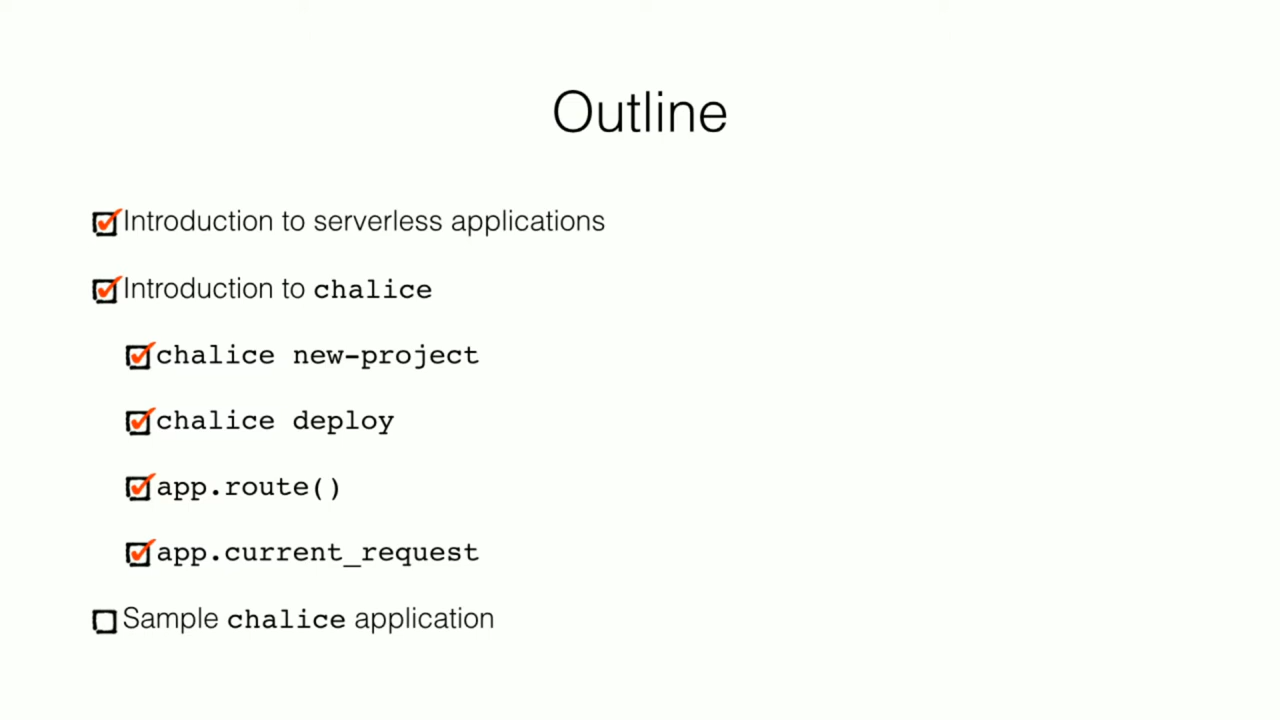 Outline
Introduction to serverless applications
Introduction to chalice
chalice new-project
chalice deploy
app.route()
app.current_request
Sample chalice application